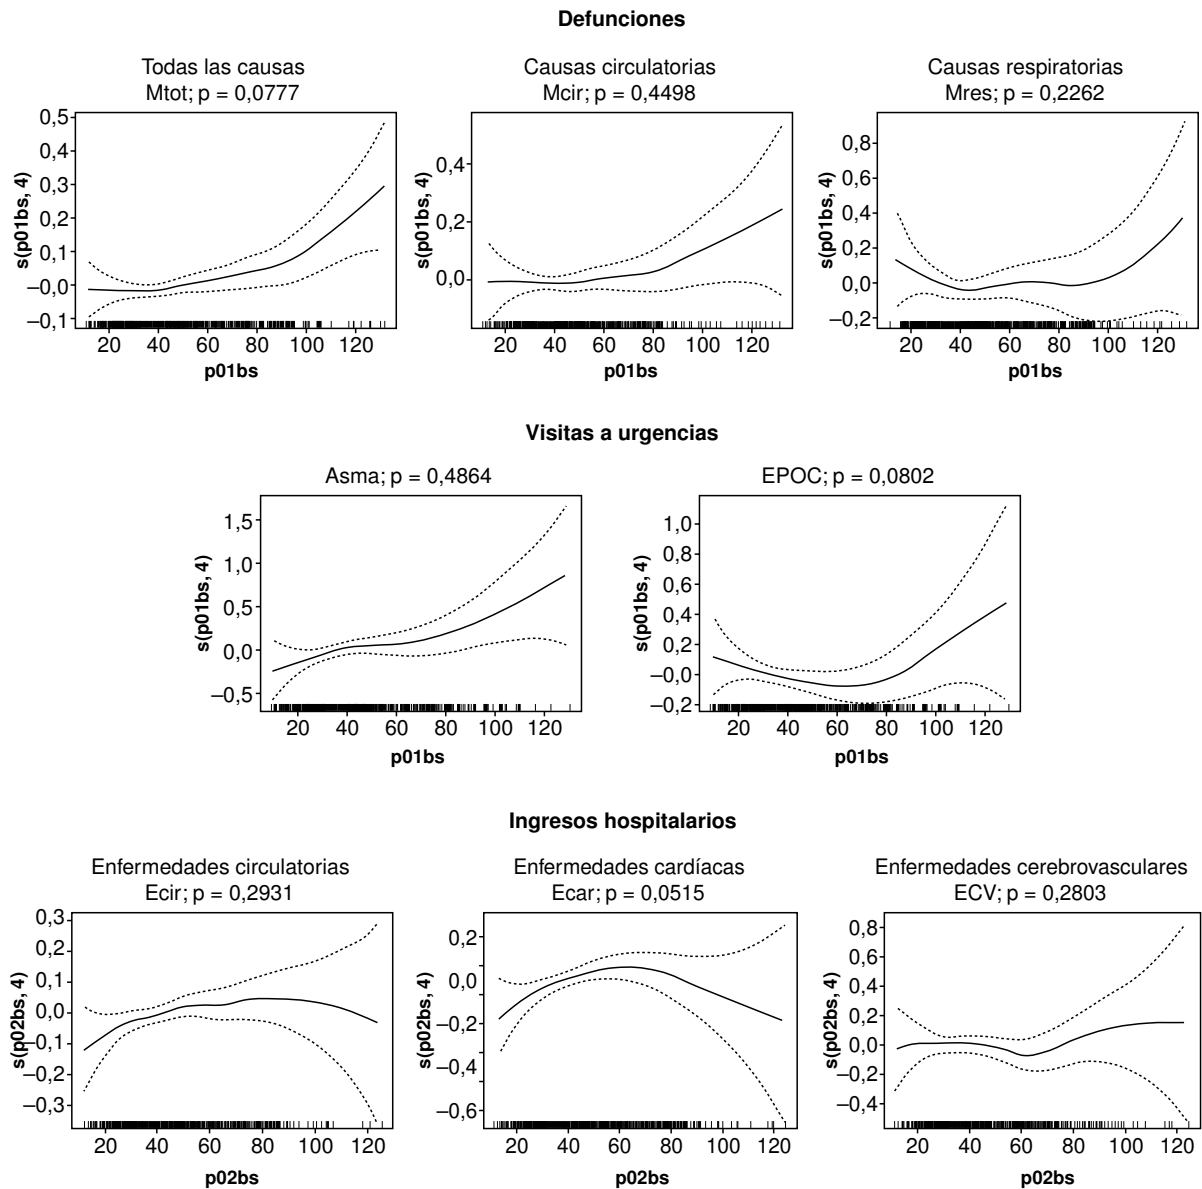 Defunciones
Todas las causas
Mtot; p = 0,0777
s(p01bs, 4)
0,5
0,4
0,3
0,2
0,1
–0,0
–0,1
20 40 60 80 100 120
p01bs
Causas circulatorias
Mcir; p = 0,4498
s(p01bs, 4)
0,4
0,2
0,0
20 40 60 80 100 120
p01bs
Causas respiratorias
Mres; p = 0,2262
s(p01bs, 4)
0,8
0,6
0,4
0,2
0,0
–0,2
20 40 60 80 100 120
p01bs
Visitas a urgencias
Asma; p = 0,4864
s(p01bs, 4)
1,5
1,0
0,5
0,0
–0,5
20 40 60 80 100 120
p01bs
EPOC; p = 0,0802
s(p01bs, 4)
1,0
0,8
0,6
0,4
0,2
–0,0
–0,2
20 40 60 80 100 120
p01bs
Ingresos hospitalarios
Enfermedades circulatorias
Ecir; p = 0,2931
s(p02bs, 4)
0,3
0,2
0,1
0,0
–0,1
–0,2
–0,3
20 40 60 80 100 120
p02bs
Enfermedades cardíacas
Ecar; p = 0,0515
s(p02bs, 4)
0,2
0,0
–0,2
–0,4
–0,6
20 40 60 80 100 120
p02bs
Enfermedades cerebrovasculares
ECV; p = 0,2803
s(p02bs, 4)
0,8
0,6
0,4
0,2
0,0
–0,2
–0,4
20 40 60 80 100 120
p02bs